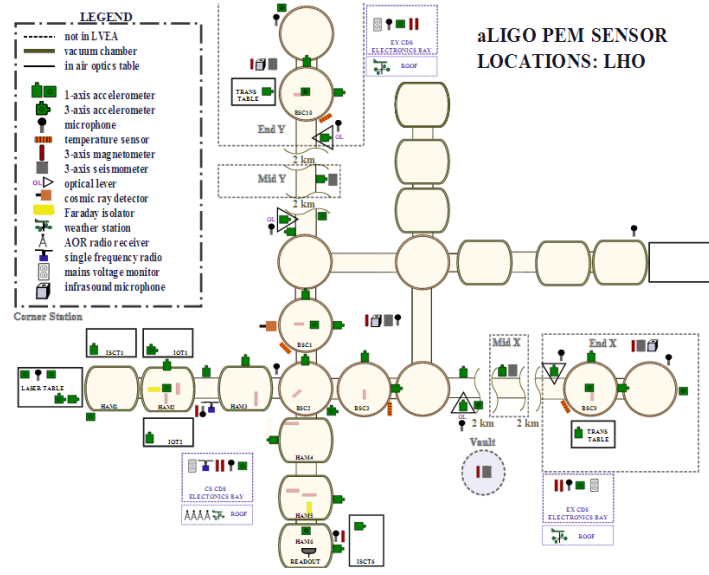 LEGEND
not in LVEA
vacuum chamber
in air optics table
1-axis accelerometer
3-axis accelerometer
microphone
temperature sensor
3-axis magnetometer
3-axis seismometer
OL optical lever
cosmic ray detector
Faraday isolator
weather station
AOR radio receiver
single frequency radio
mains voltage monitor
infrasound microphone
Corner Station
aLIGO PEM SENSOR
LOCATIONS: LHO
EY CDS
ELECTRONICS BAY
ROOF
TRANS
TABLE
BSC10
End Y
OL
2 km
Mid Y
2 km
OL
BSC1
ISCT1
IOT1
LASER TABLE
HAM1
HAM2
HAM3
BSC2
BSC3
IOT2
HAM4
HAM5
HAM6
READOUT
ISCT6
CS CDS
ELECTONICS BAY
ROOF
OL
2 km
Mid X
2 km
Vault
End X
BSC9
TRANS
TABLE
EX CDS
ELECTRONICS BAY
ROOF